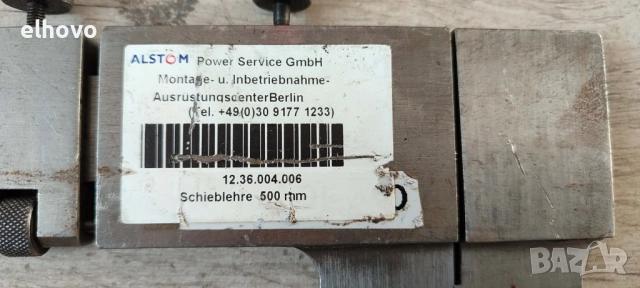 elhovo
ALSTOM Power Service GmbH
Montage- u. Inbetriebnahme-
AusrüstungscenterBerlin
(Tel. +49(0)30 9177 1233)
12.36.004.006
Schieblehre 500 mm
bazar